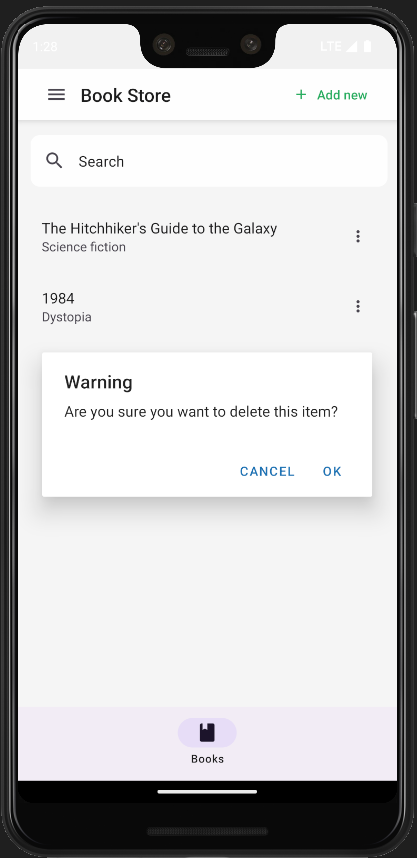 1:28
LTE
Book Store
+ Add new
Search
The Hitchhiker's Guide to the Galaxy
Science fiction
1984
Dystopia
Warning
Are you sure you want to delete this item?
CANCEL OK
Books